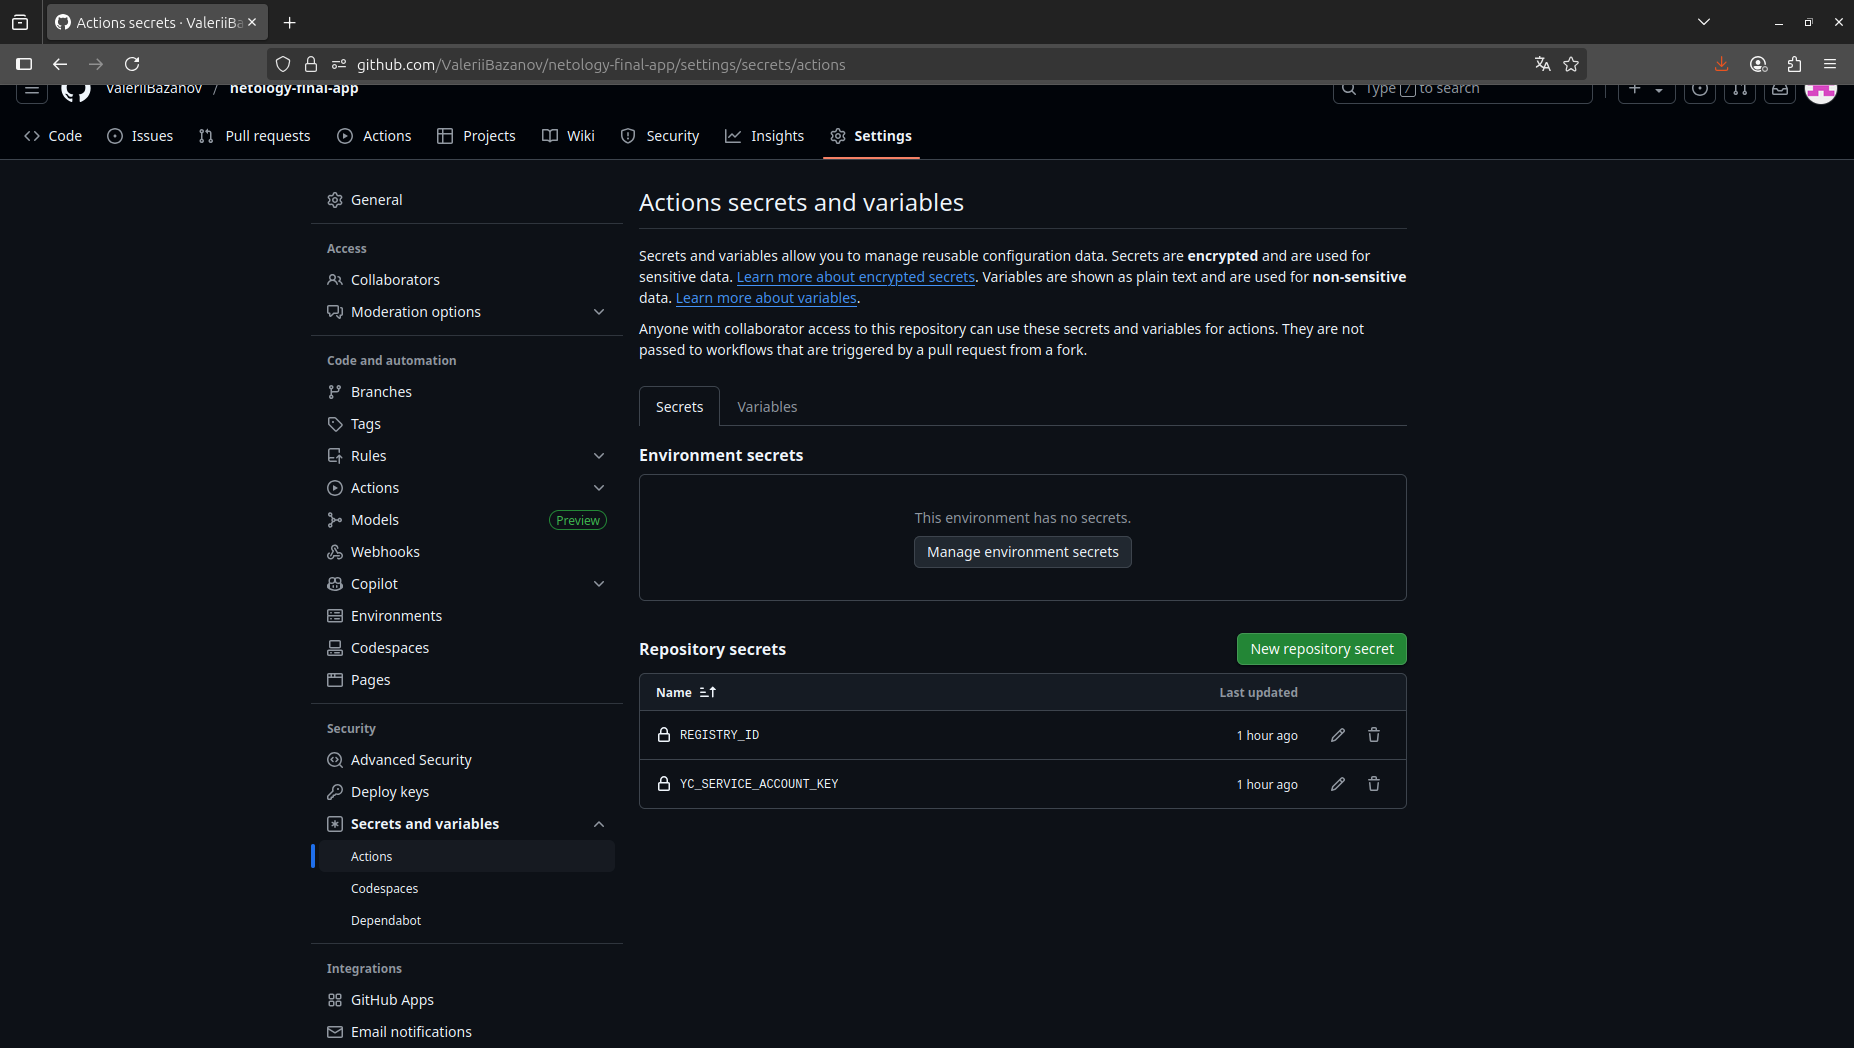 Actions secrets · ValeriiBa
github.com/ValeriiBazanov/netology-final-app/settings/secrets/actions
ValeriiBazanov / netology-final-app
Type / to search
Code Issues Pull requests Actions Projects Wiki Security Insights Settings
General
Access
Collaborators
Moderation options
Code and automation
Branches
Tags
Rules
Actions
Models Preview
Webhooks
Copilot
Environments
Codespaces
Pages
Security
Advanced Security
Deploy keys
Secrets and variables
Actions
Codespaces
Dependabot
Integrations
GitHub Apps
Email notifications
Actions secrets and variables
Secrets and variables allow you to manage reusable configuration data. Secrets are encrypted and are used for
sensitive data. Learn more about encrypted secrets. Variables are shown as plain text and are used for non-sensitive
data. Learn more about variables.
Anyone with collaborator access to this repository can use these secrets and variables for actions. They are not
passed to workflows that are triggered by a pull request from a fork.
Secrets Variables
Environment secrets
This environment has no secrets.
Manage environment secrets
Repository secrets New repository secret
Name Last updated
REGISTRY_ID 1 hour ago
YC_SERVICE_ACCOUNT_KEY 1 hour ago